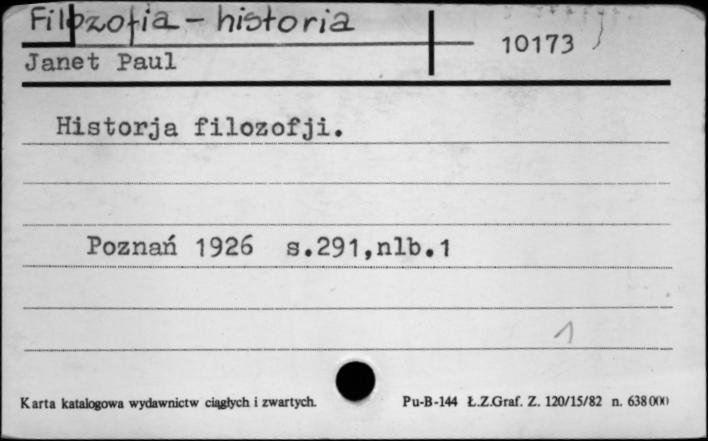 Filozofia - historia
10173
Janet Paul
Historja filozofji.
Poznań 1926 s.291,nlb.1
1
Karta katalogowa wydawnictw ciągłych i zwartych.
Pu-B-144 Ł.Z.Graf. Z. 120/15/82 n. 638000